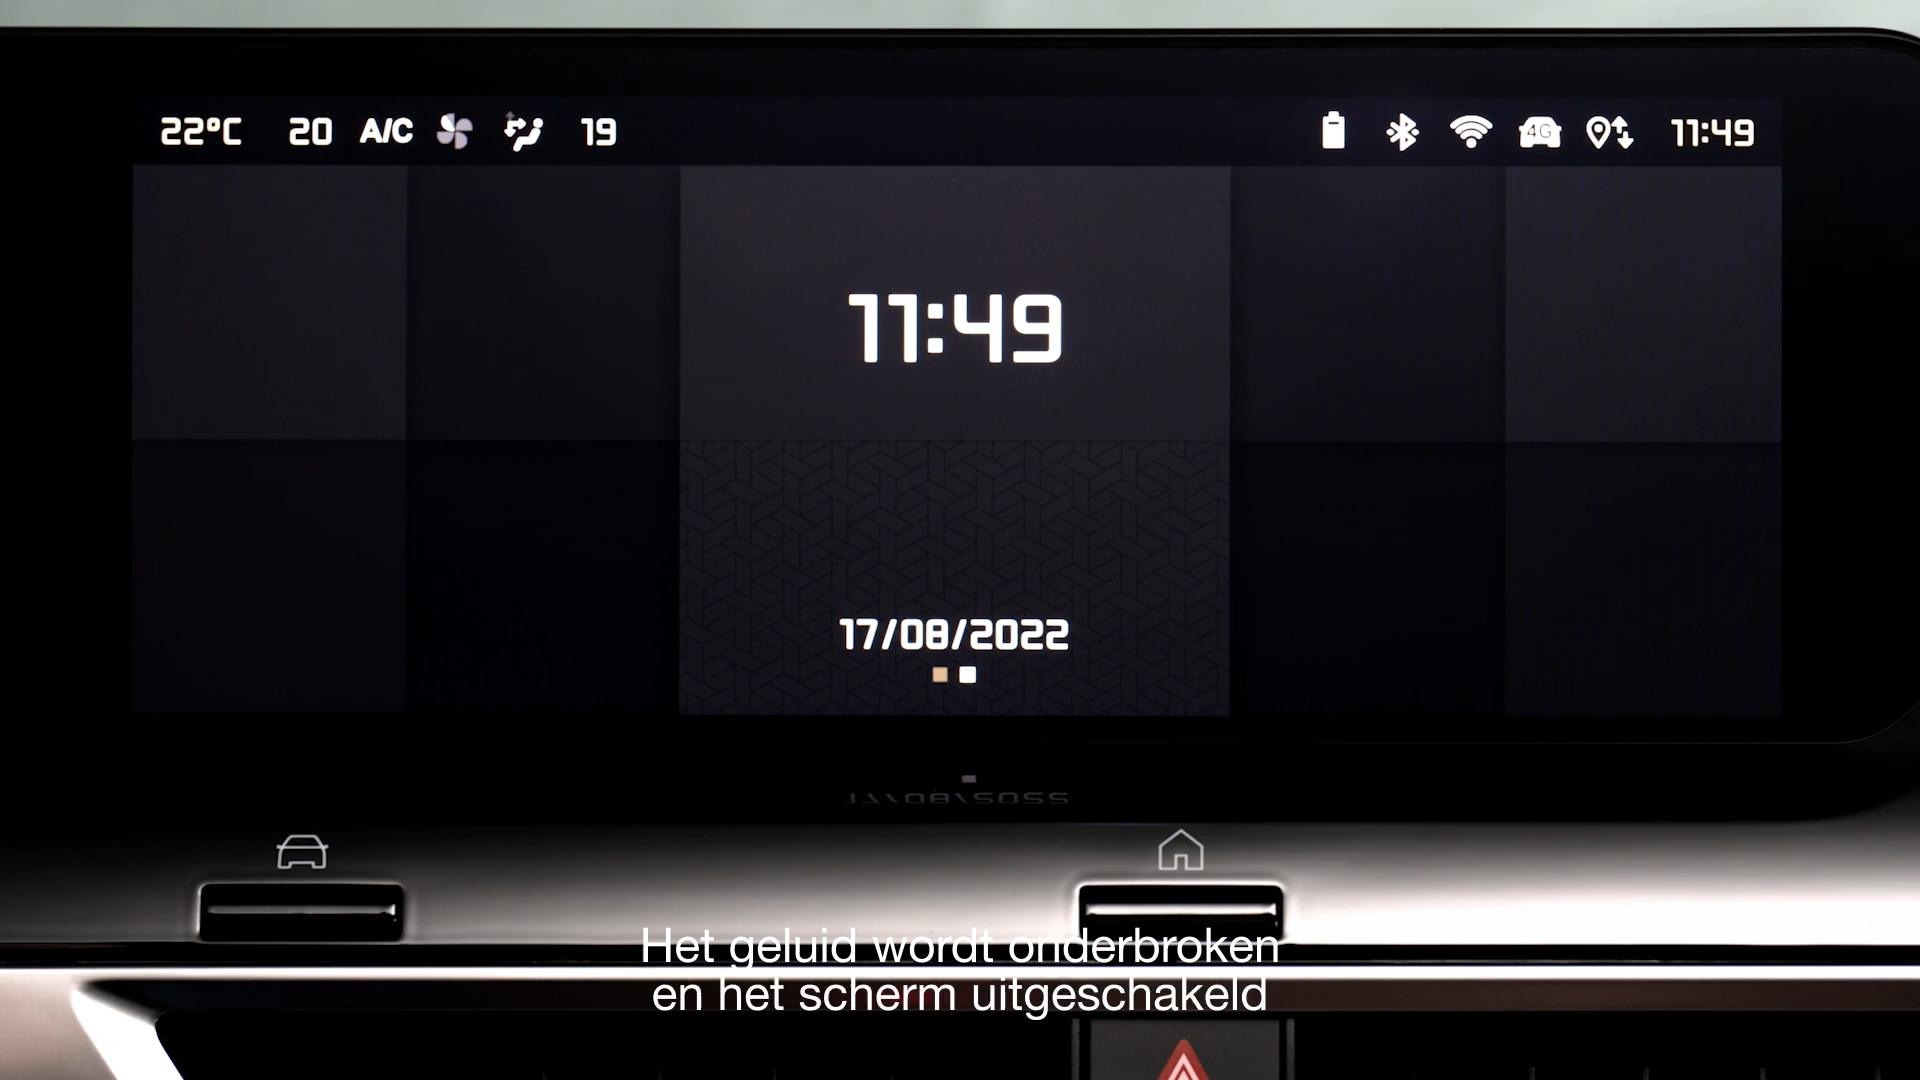 22°C 20 A/C 19 4G 11:49
11:49
17/08/2022
Het geluid wordt onderbroken
en het scherm uitgeschakeld